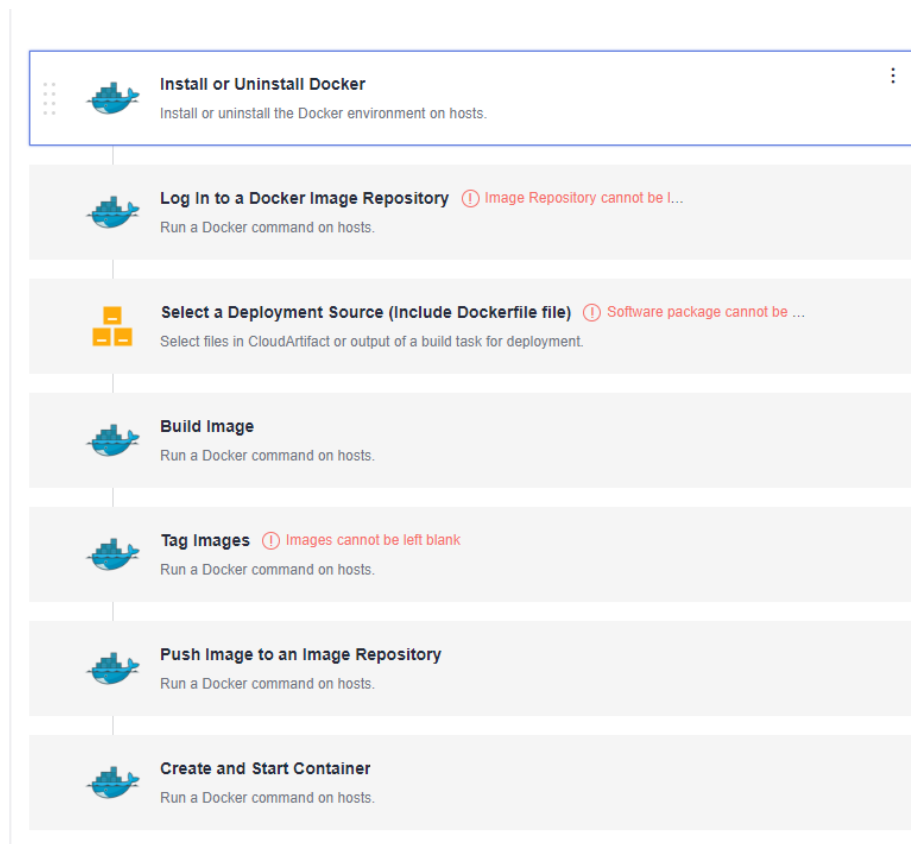 Install or Uninstall Docker
Install or uninstall the Docker environment on hosts.
Log In to a Docker Image Repository Image Repository cannot be l...
Run a Docker command on hosts.
Select a Deployment Source (Include Dockerfile file) Software package cannot be ...
Select files in CloudArtifact or output of a build task for deployment.
Build Image
Run a Docker command on hosts.
Tag Images Images cannot be left blank
Run a Docker command on hosts.
Push Image to an Image Repository
Run a Docker command on hosts.
Create and Start Container
Run a Docker command on hosts.